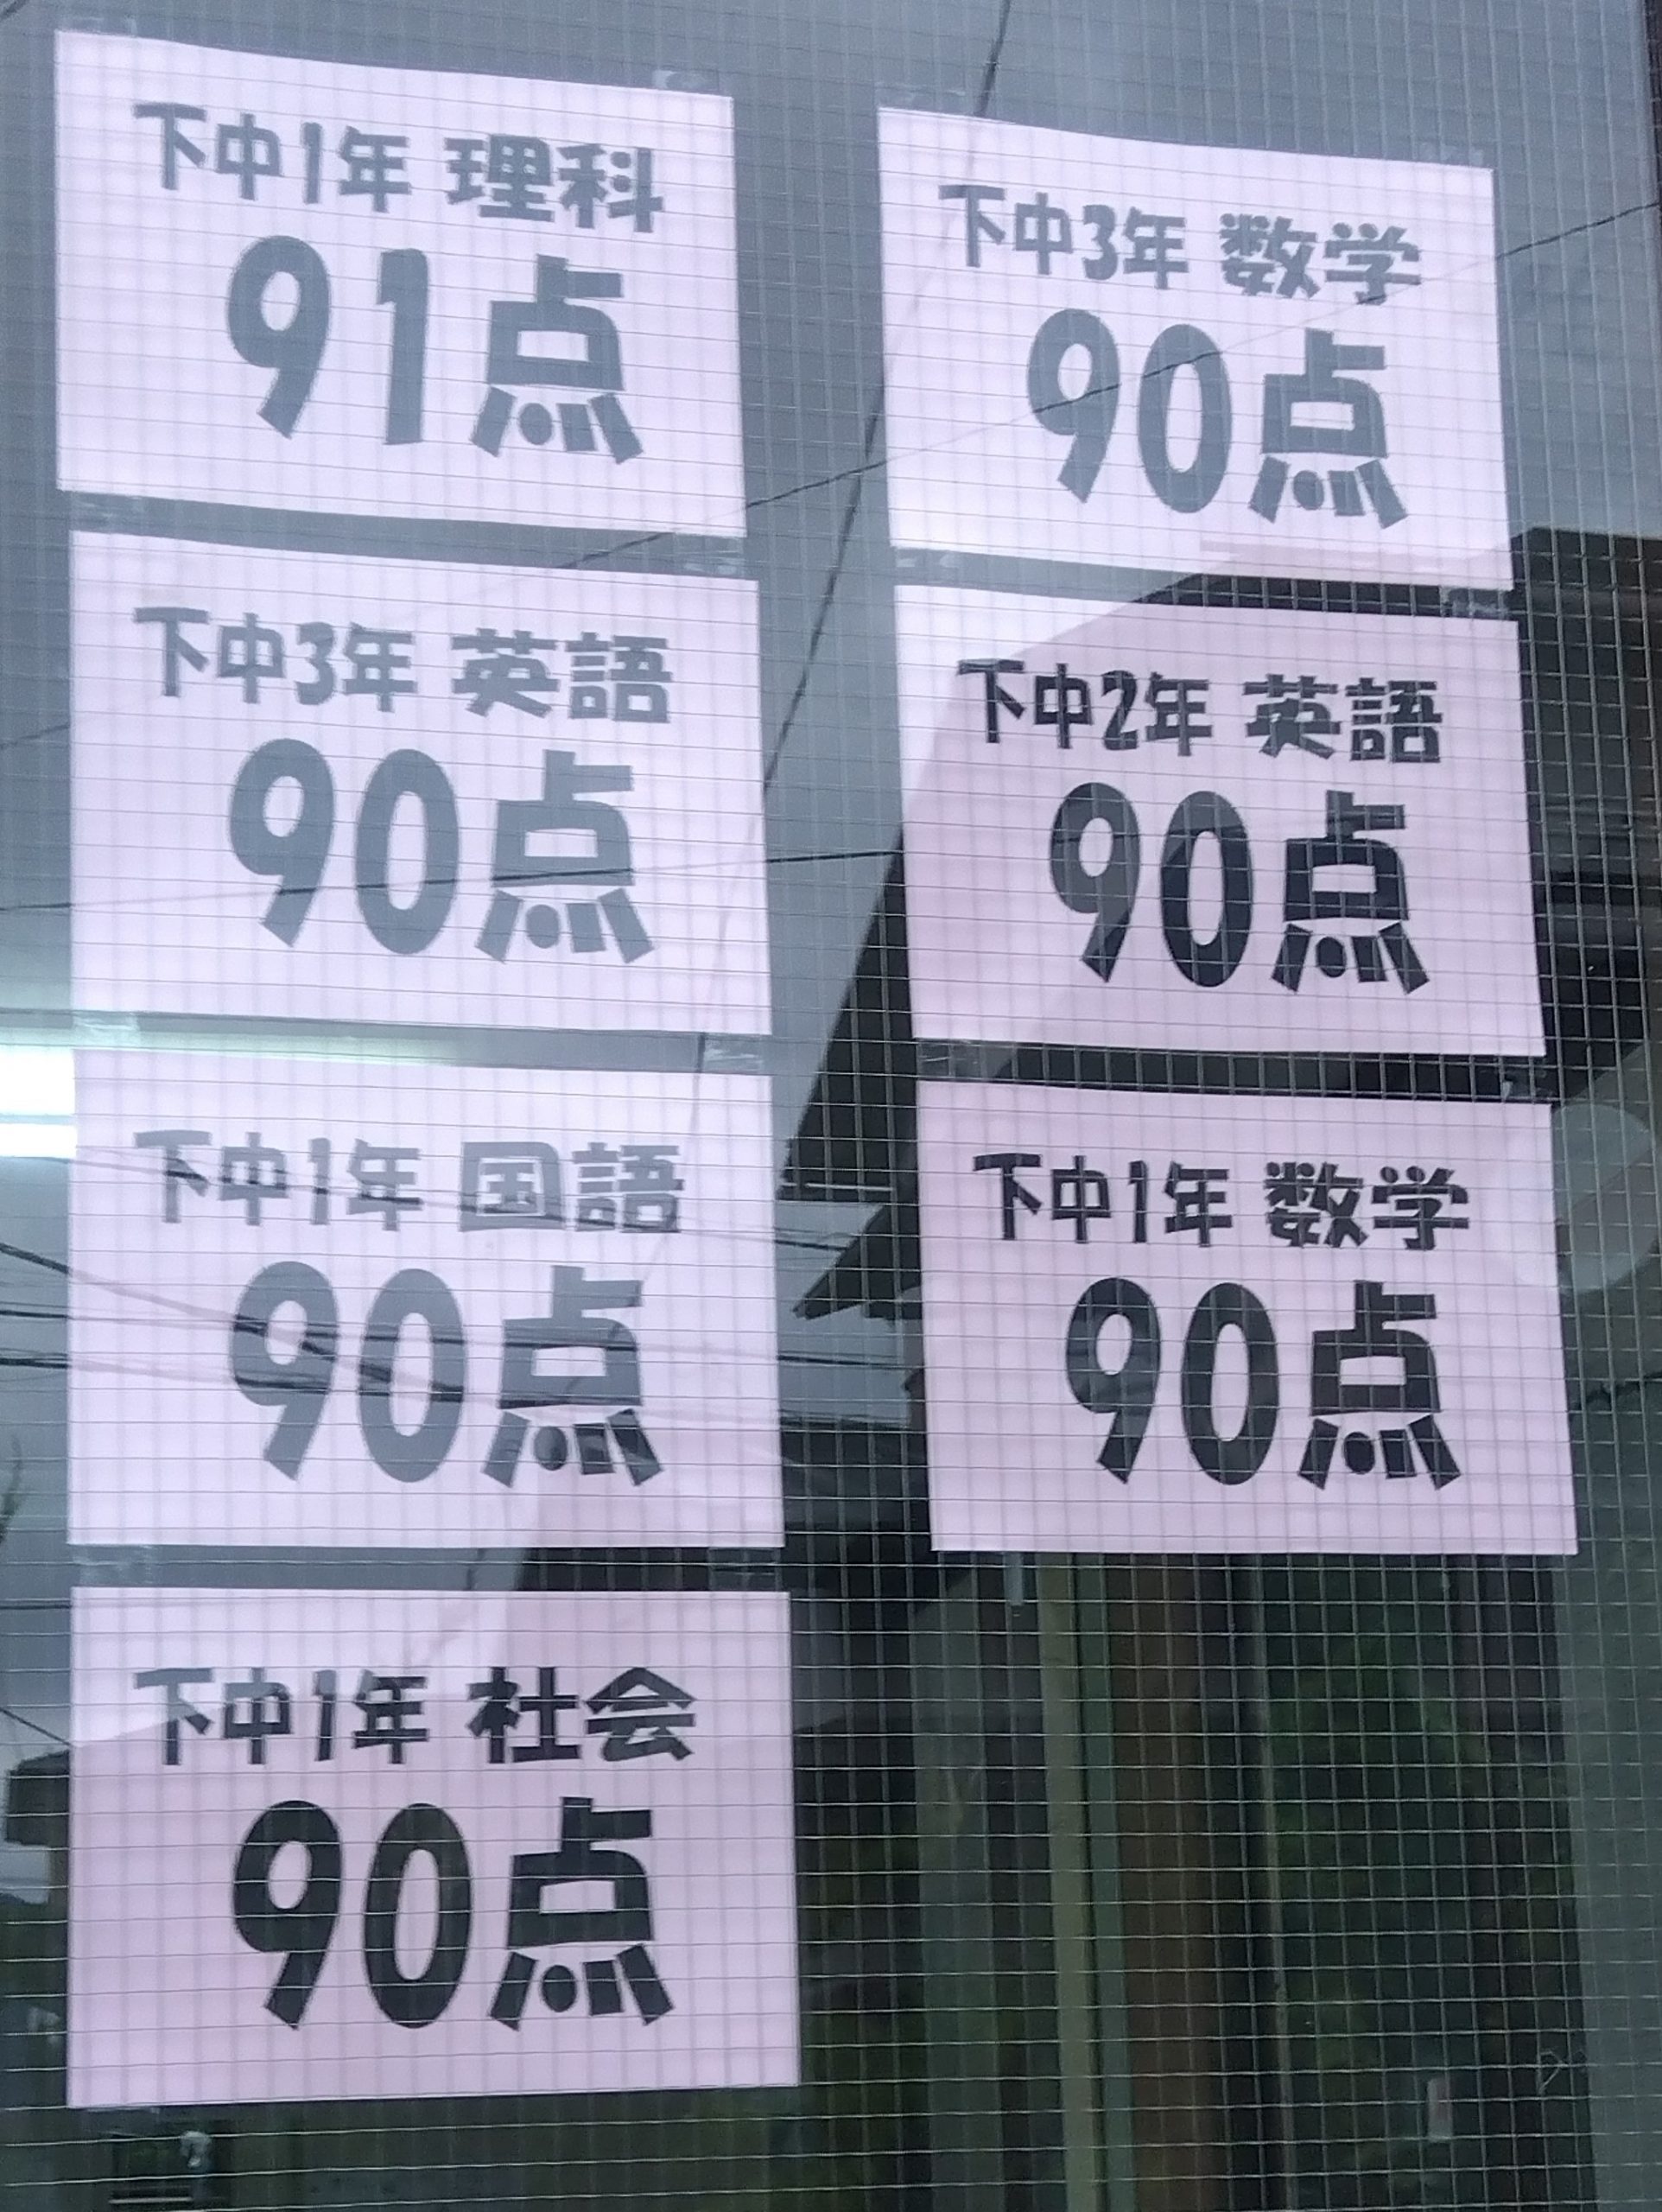 下中1年 理科
91点
下中3年 英語
90点
下中1年 国語
90点
下中1年 社会
90点
下中3年 数学
90点
下中2年 英語
90点
下中1年 数学
90点